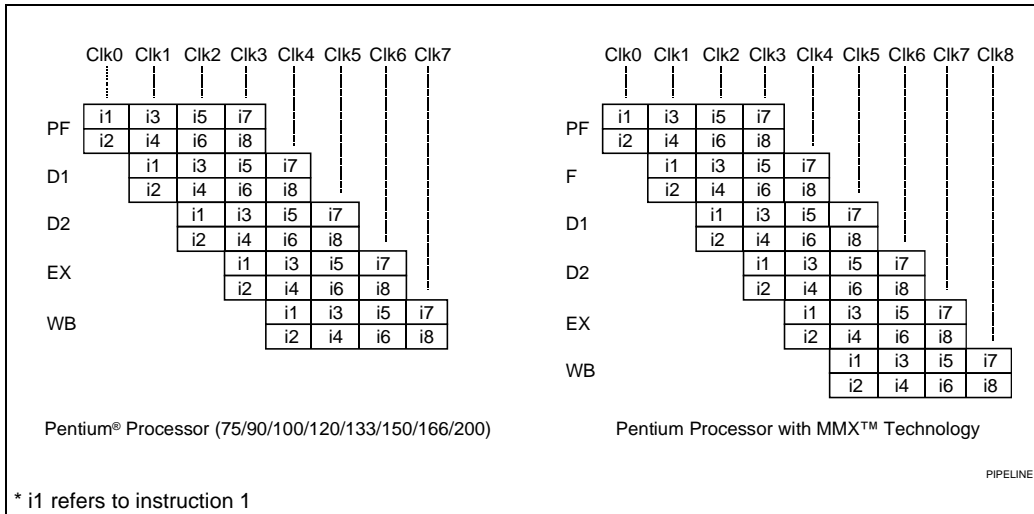 Clk0 Clk1 Clk2 Clk3 Clk4 Clk5 Clk6 Clk7
PF i1 i3 i5 i7
i2 i4 i6 i8
D1 i1 i3 i5 i7
i2 i4 i6 i8
D2 i1 i3 i5 i7
i2 i4 i6 i8
EX i1 i3 i5 i7
i2 i4 i6 i8
WB i1 i3 i5 i7
i2 i4 i6 i8
Pentium® Processor (75/90/100/120/133/150/166/200)
Clk0 Clk1 Clk2 Clk3 Clk4 Clk5 Clk6 Clk7 Clk8
PF i1 i3 i5 i7
i2 i4 i6 i8
F i1 i3 i5 i7
i2 i4 i6 i8
D1 i1 i3 i5 i7
i2 i4 i6 i8
D2 i1 i3 i5 i7
i2 i4 i6 i8
EX i1 i3 i5 i7
i2 i4 i6 i8
WB i1 i3 i5 i7
i2 i4 i6 i8
Pentium Processor with MMX™ Technology
PIPELINE
* i1 refers to instruction 1